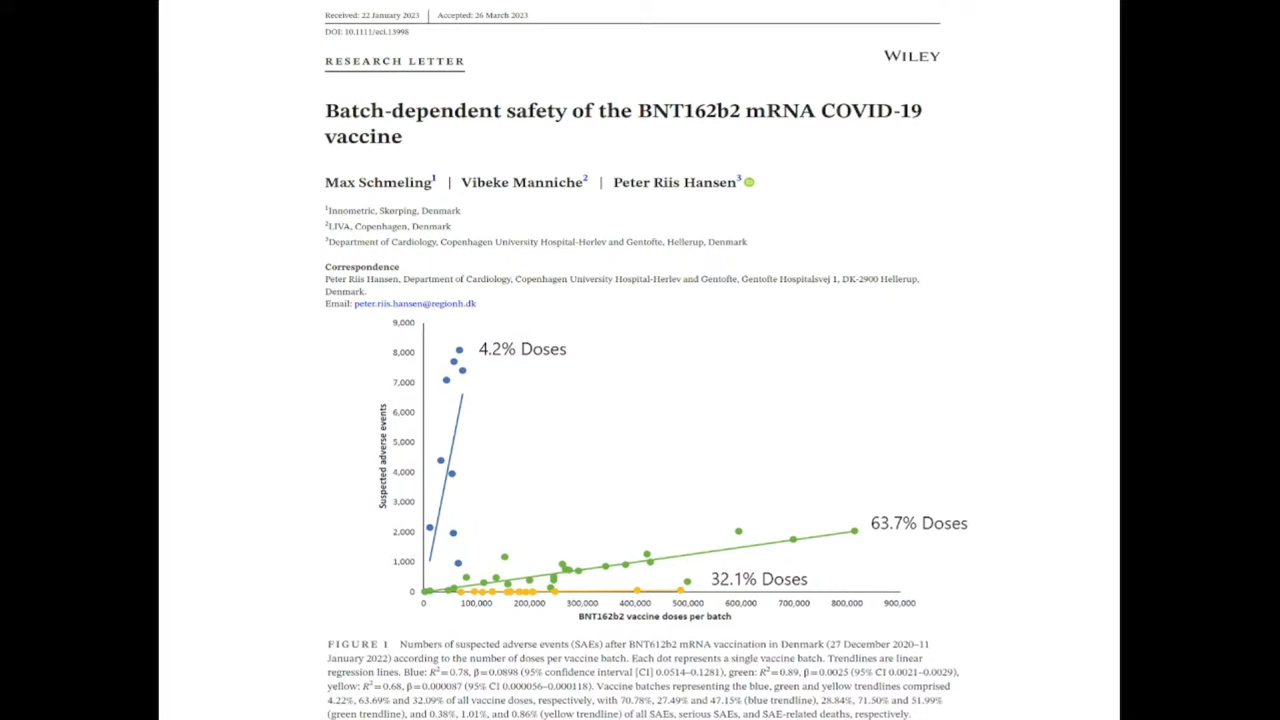 Received: 22 January 2023 | Accepted: 26 March 2023
DOI: 10.1111/eci.13998
RESEARCH LETTER
WILEY
Batch-dependent safety of the BNT162b2 mRNA COVID-19
vaccine
Max Schmeling1 | Vibeke Manniche2 | Peter Riis Hansen3
1Innometric, Skørping, Denmark
2LIVA, Copenhagen, Denmark
3Department of Cardiology, Copenhagen University Hospital-Herlev and Gentofte, Hellerup, Denmark
Correspondence
Peter Riis Hansen, Department of Cardiology, Copenhagen University Hospital-Herlev and Gentofte, Gentofte Hospitalsvej 1, DK-2900 Hellerup,
Denmark.
Email: peter.riis.hansen@regionh.dk
9,000
8,000
7,000
6,000
5,000
4,000
3,000
2,000
1,000
0
Suspected adverse events
4.2% Doses
63.7% Doses
32.1% Doses
0 100,000 200,000 300,000 400,000 500,000 600,000 700,000 800,000 900,000
BNT162b2 vaccine doses per batch
FIGURE 1 Numbers of suspected adverse events (SAEs) after BNT612b2 mRNA vaccination in Denmark (27 December 2020–11
January 2022) according to the number of doses per vaccine batch. Each dot represents a single vaccine batch. Trendlines are linear
regression lines. Blue: R2=0.78, β=0.0898 (95% confidence interval [CI] 0.0514–0.1281), green: R2=0.89, β=0.0025 (95% CI 0.0021–0.0029),
yellow: R2=0.68, β=0.000087 (95% CI 0.000056–0.000118). Vaccine batches representing the blue, green and yellow trendlines comprised
4.22%, 63.69% and 32.09% of all vaccine doses, respectively, with 70.78%, 27.49% and 47.15% (blue trendline), 28.84%, 71.50% and 51.99%
(green trendline), and 0.38%, 1.01%, and 0.86% (yellow trendline) of all SAEs, serious SAEs, and SAE-related deaths, respectively.